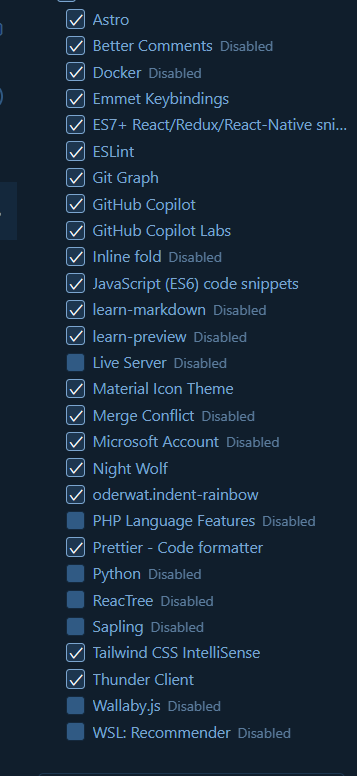 Astro
Better Comments Disabled
Docker Disabled
Emmet Keybindings
ES7+ React/Redux/React-Native sni...
ESLint
Git Graph
GitHub Copilot
GitHub Copilot Labs
Inline fold Disabled
JavaScript (ES6) code snippets
learn-markdown Disabled
learn-preview Disabled
Live Server Disabled
Material Icon Theme
Merge Conflict Disabled
Microsoft Account Disabled
Night Wolf
oderwat.indent-rainbow
PHP Language Features Disabled
Prettier - Code formatter
Python Disabled
ReacTree Disabled
Sapling Disabled
Tailwind CSS IntelliSense
Thunder Client
Wallaby.js Disabled
WSL: Recommender Disabled